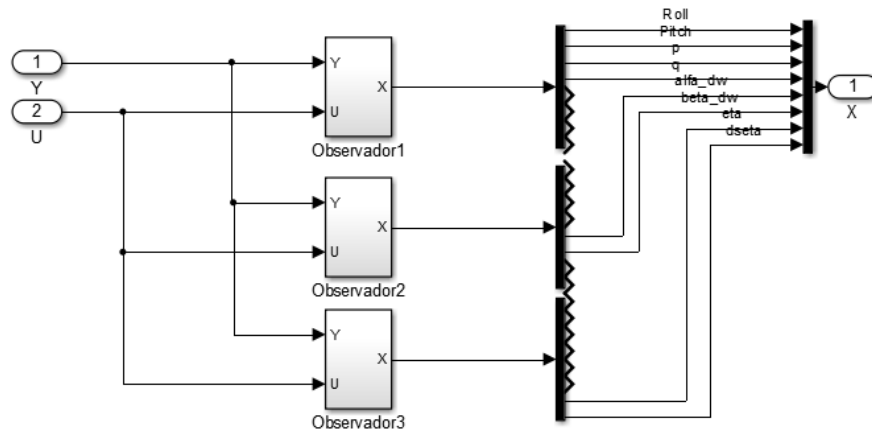 Roll
Pitch
p
q
alfa_dw
beta_dw
eta
dseta
1
Y
2
U
Y
X
U
Observador1
Y
X
U
Observador2
Y
X
U
Observador3
1
X